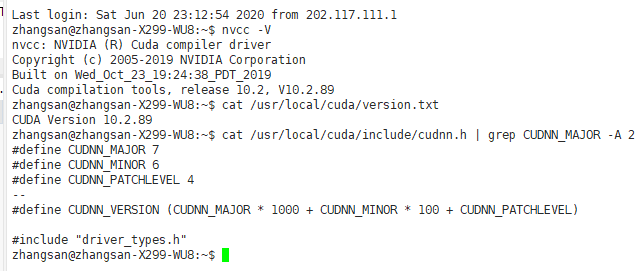 Last login: Sat Jun 20 23:12:54 2020 from 202.117.111.1
zhangsan@zhangsan-X299-WU8:~$ nvcc -V
nvcc: NVIDIA (R) Cuda compiler driver
Copyright (c) 2005-2019 NVIDIA Corporation
Built on Wed_Oct_23_19:24:38_PDT_2019
Cuda compilation tools, release 10.2, V10.2.89
zhangsan@zhangsan-X299-WU8:~$ cat /usr/local/cuda/version.txt
CUDA Version 10.2.89
zhangsan@zhangsan-X299-WU8:~$ cat /usr/local/cuda/include/cudnn.h | grep CUDNN_MAJOR -A 2
#define CUDNN_MAJOR 7
#define CUDNN_MINOR 6
#define CUDNN_PATCHLEVEL 4
--
#define CUDNN_VERSION (CUDNN_MAJOR * 1000 + CUDNN_MINOR * 100 + CUDNN_PATCHLEVEL)

#include "driver_types.h"
zhangsan@zhangsan-X299-WU8:~$